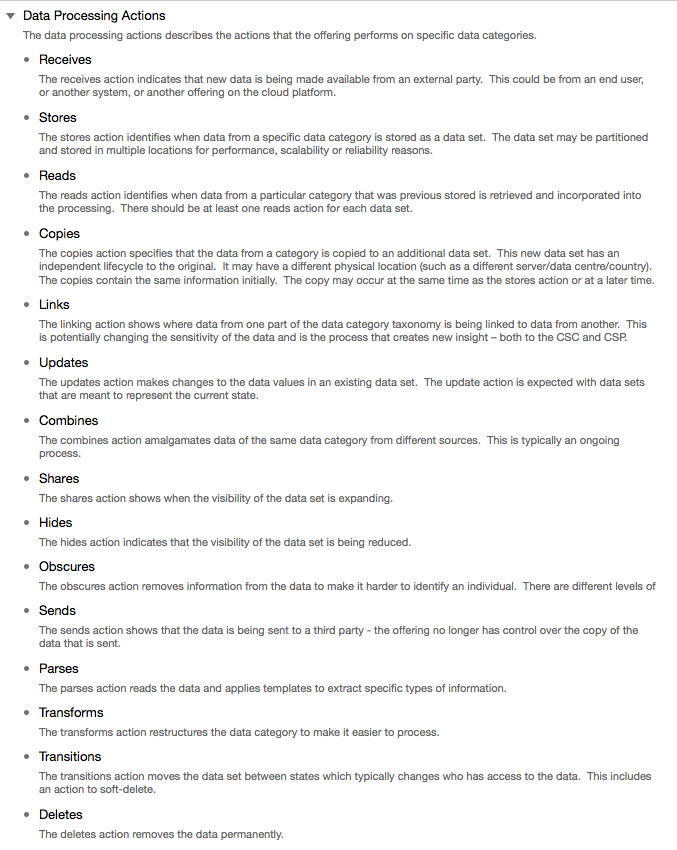 Data Processing Actions
The data processing actions describes the actions that the offering performs on specific data categories.
Receives
The receives action indicates that new data is being made available from an external party.  This could be from an end user,
or another system, or another offering on the cloud platform.
Stores
The stores action identifies when data from a specific data category is stored as a data set.  The data set may be partitioned
and stored in multiple locations for performance, scalability or reliability reasons.
Reads
The reads action identifies when data from a particular category that was previous stored is retrieved and incorporated into
the processing.  There should be at least one reads action for each data set.
Copies
The copies action specifies that the data from a category is copied to an additional data set.  This new data set has an
independent lifecycle to the original.  It may have a different physical location (such as a different server/data centre/country).
The copies contain the same information initially.  The copy may occur at the same time as the stores action or at a later time.
Links
The linking action shows where data from one part of the data category taxonomy is being linked to data from another.  This
is potentially changing the sensitivity of the data and is the process that creates new insight – both to the CSC and CSP.
Updates
The updates action makes changes to the data values in an existing data set.  The update action is expected with data sets
that are meant to represent the current state.
Combines
The combines action amalgamates data of the same data category from different sources.  This is typically an ongoing
process.
Shares
The shares action shows when the visibility of the data set is expanding.
Hides
The hides action indicates that the visibility of the data set is being reduced.
Obscures
The obscures action removes information from the data to make it harder to identify an individual.  There are different levels of
Sends
The sends action shows that the data is being sent to a third party - the offering no longer has control over the copy of the
data that is sent.
Parses
The parses action reads the data and applies templates to extract specific types of information.
Transforms
The transforms action restructures the data category to make it easier to process.
Transitions
The transitions action moves the data set between states which typically changes who has access to the data.  This includes
an action to soft-delete.
Deletes
The deletes action removes the data permanently.